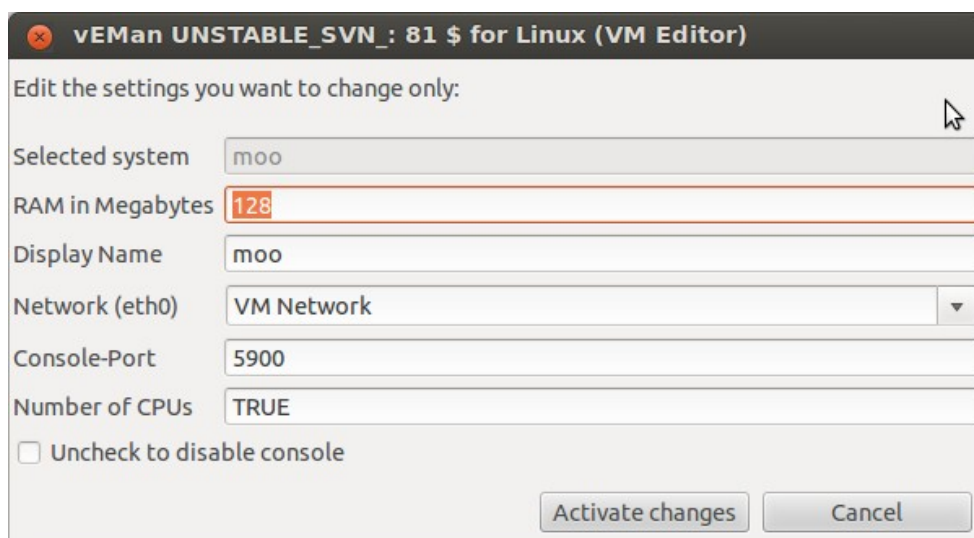 vEMan UNSTABLE_SVN_: 81 $ for Linux (VM Editor)
Edit the settings you want to change only:
Selected system moo
RAM in Megabytes 128
Display Name moo
Network (eth0) VM Network
Console-Port 5900
Number of CPUs TRUE
Uncheck to disable console
Activate changes Cancel